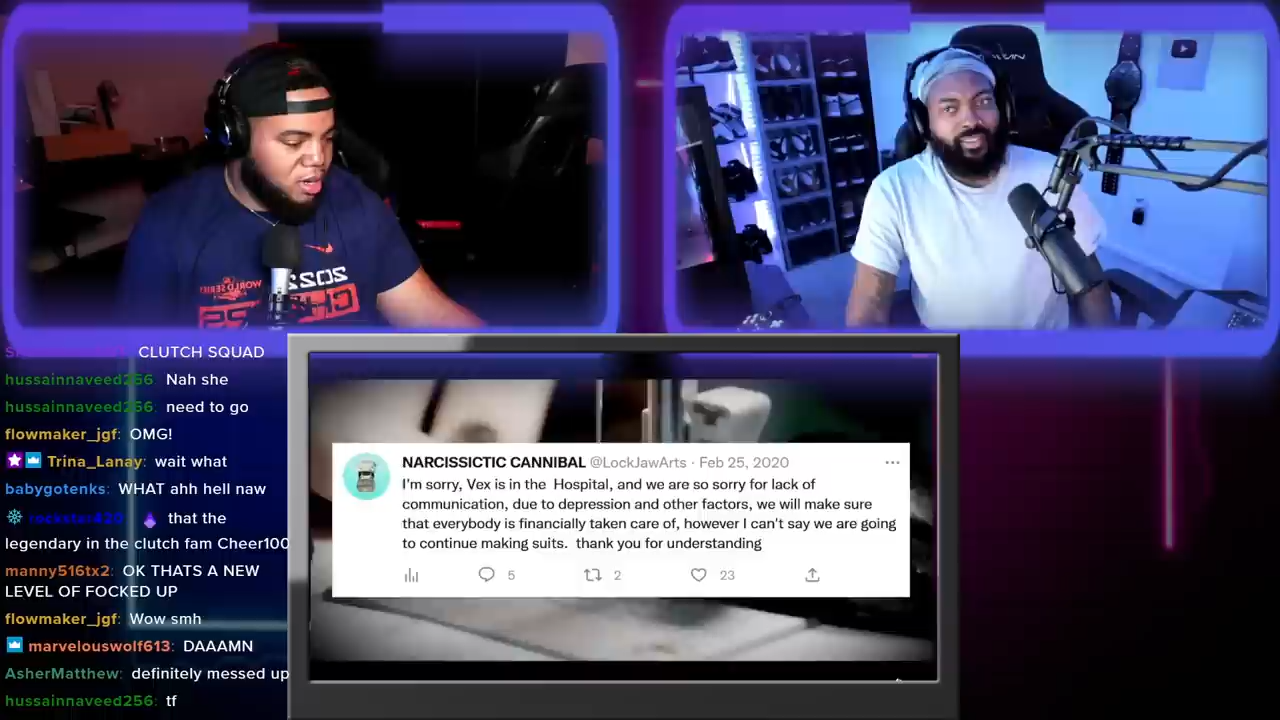 2022
WORLD SERIES
CLUTCH SQUAD
hussainnaveed256: Nah she
hussainnaveed256: need to go
flowmaker_jgf: OMG!
Trina_Lanay: wait what
babygotenks: WHAT ahh hell naw
rockstar420: that the
legendary in the clutch fam Cheer100
manny516tx2: OK THATS A NEW
LEVEL OF FOCKED UP
flowmaker_jgf: Wow smh
marvelouswolf613: DAAAMN
AsherMatthew: definitely messed up
hussainnaveed256: tf
NARCISSICTIC CANNIBAL @LockJawArts · Feb 25, 2020
I'm sorry, Vex is in the Hospital, and we are so sorry for lack of
communication, due to depression and other factors, we will make sure
that everybody is financially taken care of, however I can't say we are going
to continue making suits. thank you for understanding
5 2 23